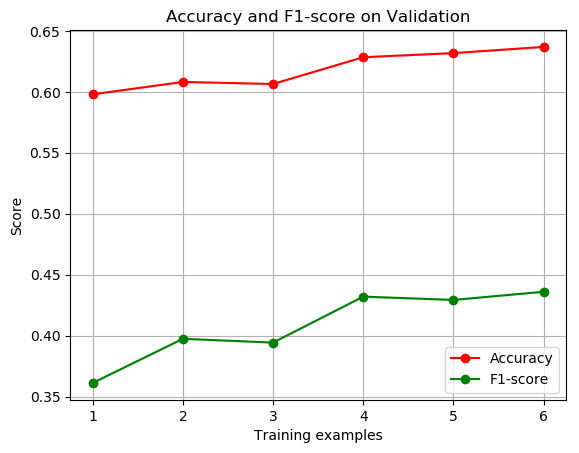 Accuracy and F1-score on Validation
0.65
0.60
0.55
0.50
0.45
0.40
0.35
Score
1 2 3 4 5 6
Training examples
Accuracy
F1-score